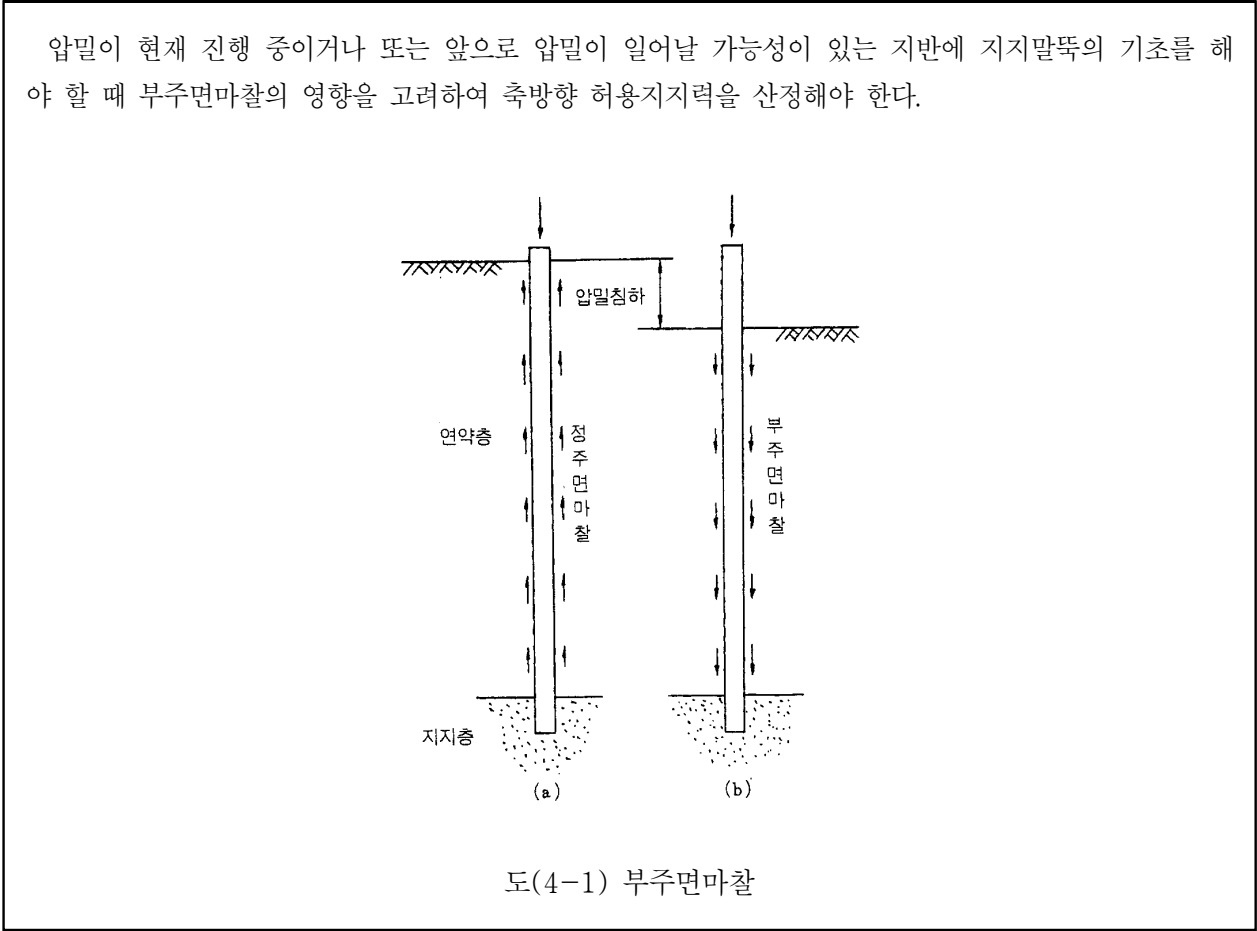 압밀이 현재 진행 중이거나 또는 앞으로 압밀이 일어날 가능성이 있는 지반에 지지말뚝의 기초를 해
야 할 때 부주면마찰의 영향을 고려하여 축방향 허용지지력을 산정해야 한다.
압밀침하
연약층
정주면마찰
부주면마찰
지지층
(a)
(b)
도(4-1) 부주면마찰